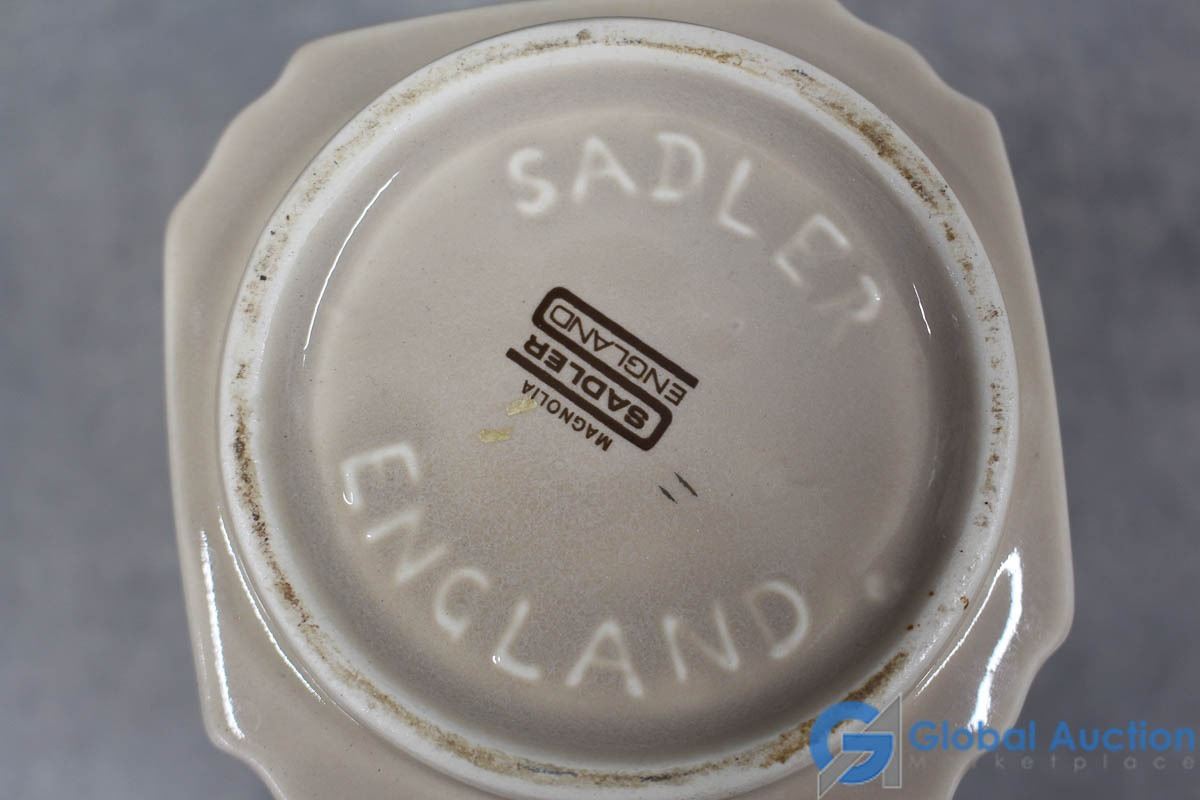 SADLER
MAGNOLIA
SADLER
ENGLAND
ENGLAND
Global Auction
Marketplace